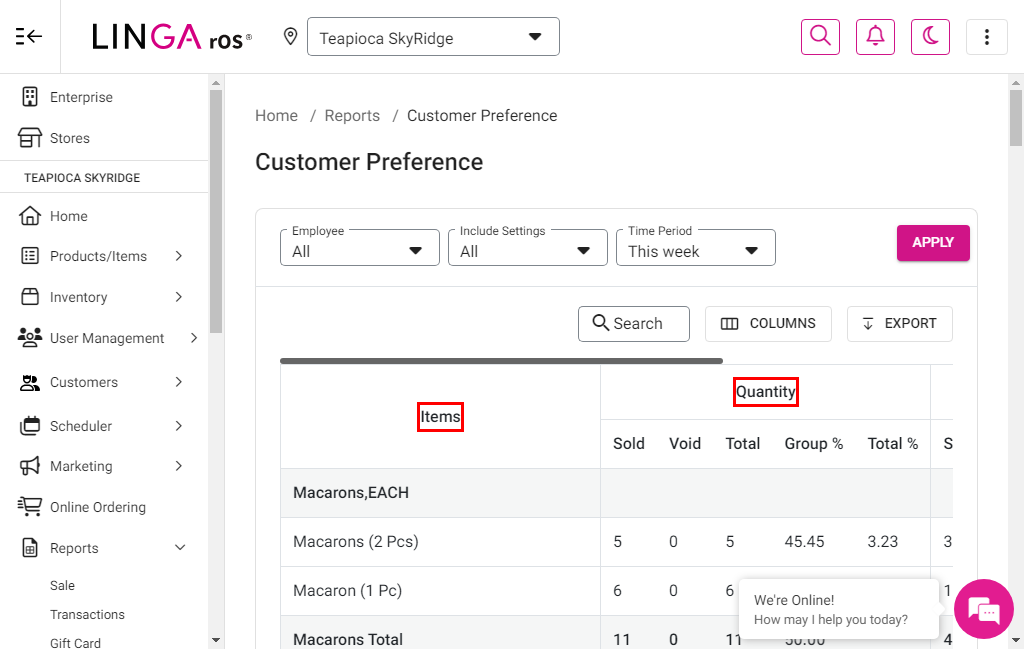 LINGA ros®
Teapioca SkyRidge
Enterprise
Stores
TEAPIOCA SKYRIDGE
Home
Products/Items
Inventory
User Management
Customers
Scheduler
Marketing
Online Ordering
Reports
Sale
Transactions
Gift Card
Home / Reports / Customer Preference
Customer Preference
Employee
All
Include Settings
All
Time Period
This week
APPLY
Search
COLUMNS
EXPORT
Items
Quantity
Sold Void Total Group % Total % S
Macarons,EACH
Macarons (2 Pcs) 5 0 5 45.45 3.23 3
Macaron (1 Pc) 6 0 6 1
Macarons Total 11 0 11 50.00 4
We're Online!
How may I help you today?